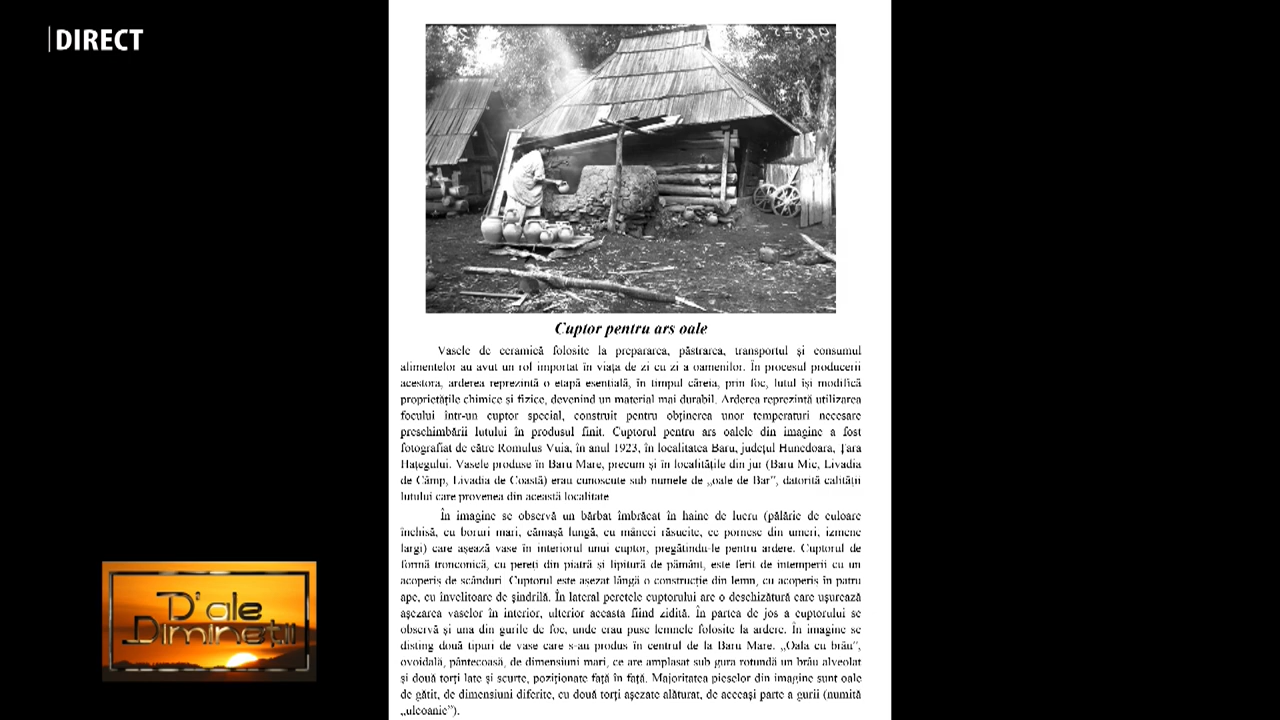 DIRECT
Cuptor pentru ars oale
Vasele de ceramică folosite la prepararea, păstrarea, transportul și consumul
alimentelor au avut un rol importat în viața de zi cu zi a oamenilor. În procesul producerii
acestora, arderea reprezintă o etapă esențială, în timpul căreia, prin foc, lutul își modifică
proprietățile chimice și fizice, devenind un material mai durabil. Arderea reprezintă utilizarea
focului într-un cuptor special, construit pentru obținerea unor temperaturi necesare
preschimbării lutului în produsul finit. Cuptorul pentru ars oalele din imagine a fost
fotografiat de către Romulus Vuia, în anul 1923, în localitatea Baru, județul Hunedoara, Țara
Hațegului. Vasele produse în Baru Mare, precum și în localitățile din jur (Baru Mic, Livadia
de Câmp, Livadia de Coastă) erau cunoscute sub numele de „oale de Bar”, datorită calității
lutului care provenea din această localitate
În imagine se observă un bărbat îmbrăcat în haine de lucru (pălărie de culoare
închisă, cu boruri mari, cămașă lungă, cu mâneci răsucite, ce pornesc din umeri, izmene
largi) care așează vase în interiorul unui cuptor, pregătindu-le pentru ardere. Cuptorul de
formă tronconică, cu pereți din piatră și lipitură de pământ, este ferit de intemperii cu un
acoperiș de scânduri. Cuptorul este așezat lângă o construcție din lemn, cu acoperiș în patru
ape, cu învelitoare de șindrilă. În lateral peretele cuptorului are o deschizătură care ușurează
așezarea vaselor în interior, ulterior aceasta fiind zidită. În partea de jos a cuptorului se
observă și una din gurile de foc, unde erau puse lemnele folosite la ardere. În imagine se
disting două tipuri de vase care s-au produs în centrul de la Baru Mare. „Oala cu brâu”,
ovoidală, pântecoasă, de dimensiuni mari, ce are amplasat sub gura rotundă un brâu alveolat
și două torți late și scurte, poziționate față în față. Majoritatea pieselor din imagine sunt oale
de gătit, de dimensiuni diferite, cu două torți așezate alăturat, de aceeași parte a gurii (numită
„ulcoanie”).
D'ale
Dimineții